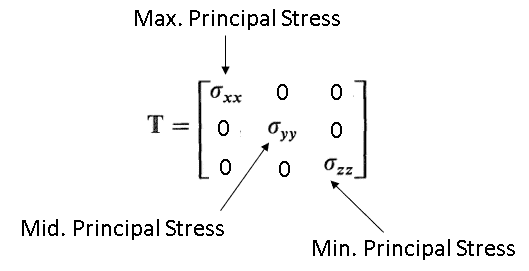 Max. Principal Stress
σxx 0 0
T = 0 σyy 0
0 0 σzz
Mid. Principal Stress
Min. Principal Stress